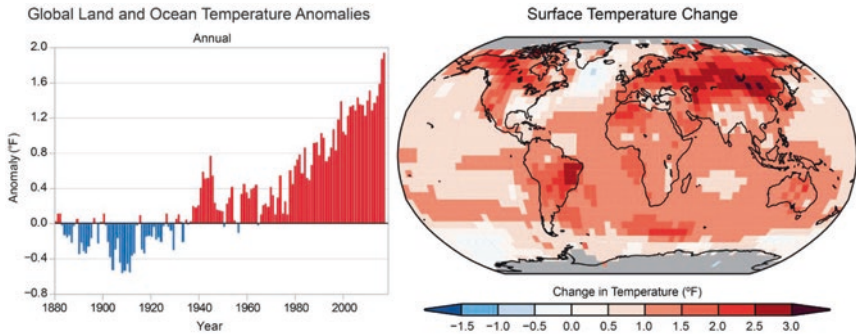 Global Land and Ocean Temperature Anomalies
Annual
2.0
1.6
1.2
0.8
0.4
0.0
−0.4
−0.8
Anomaly (°F)
1880 1900 1920 1940 1960 1980 2000
Year
Surface Temperature Change
Change in Temperature (°F)
−1.5 −1.0 −0.5 0.0 0.5 1.0 1.5 2.0 2.5 3.0